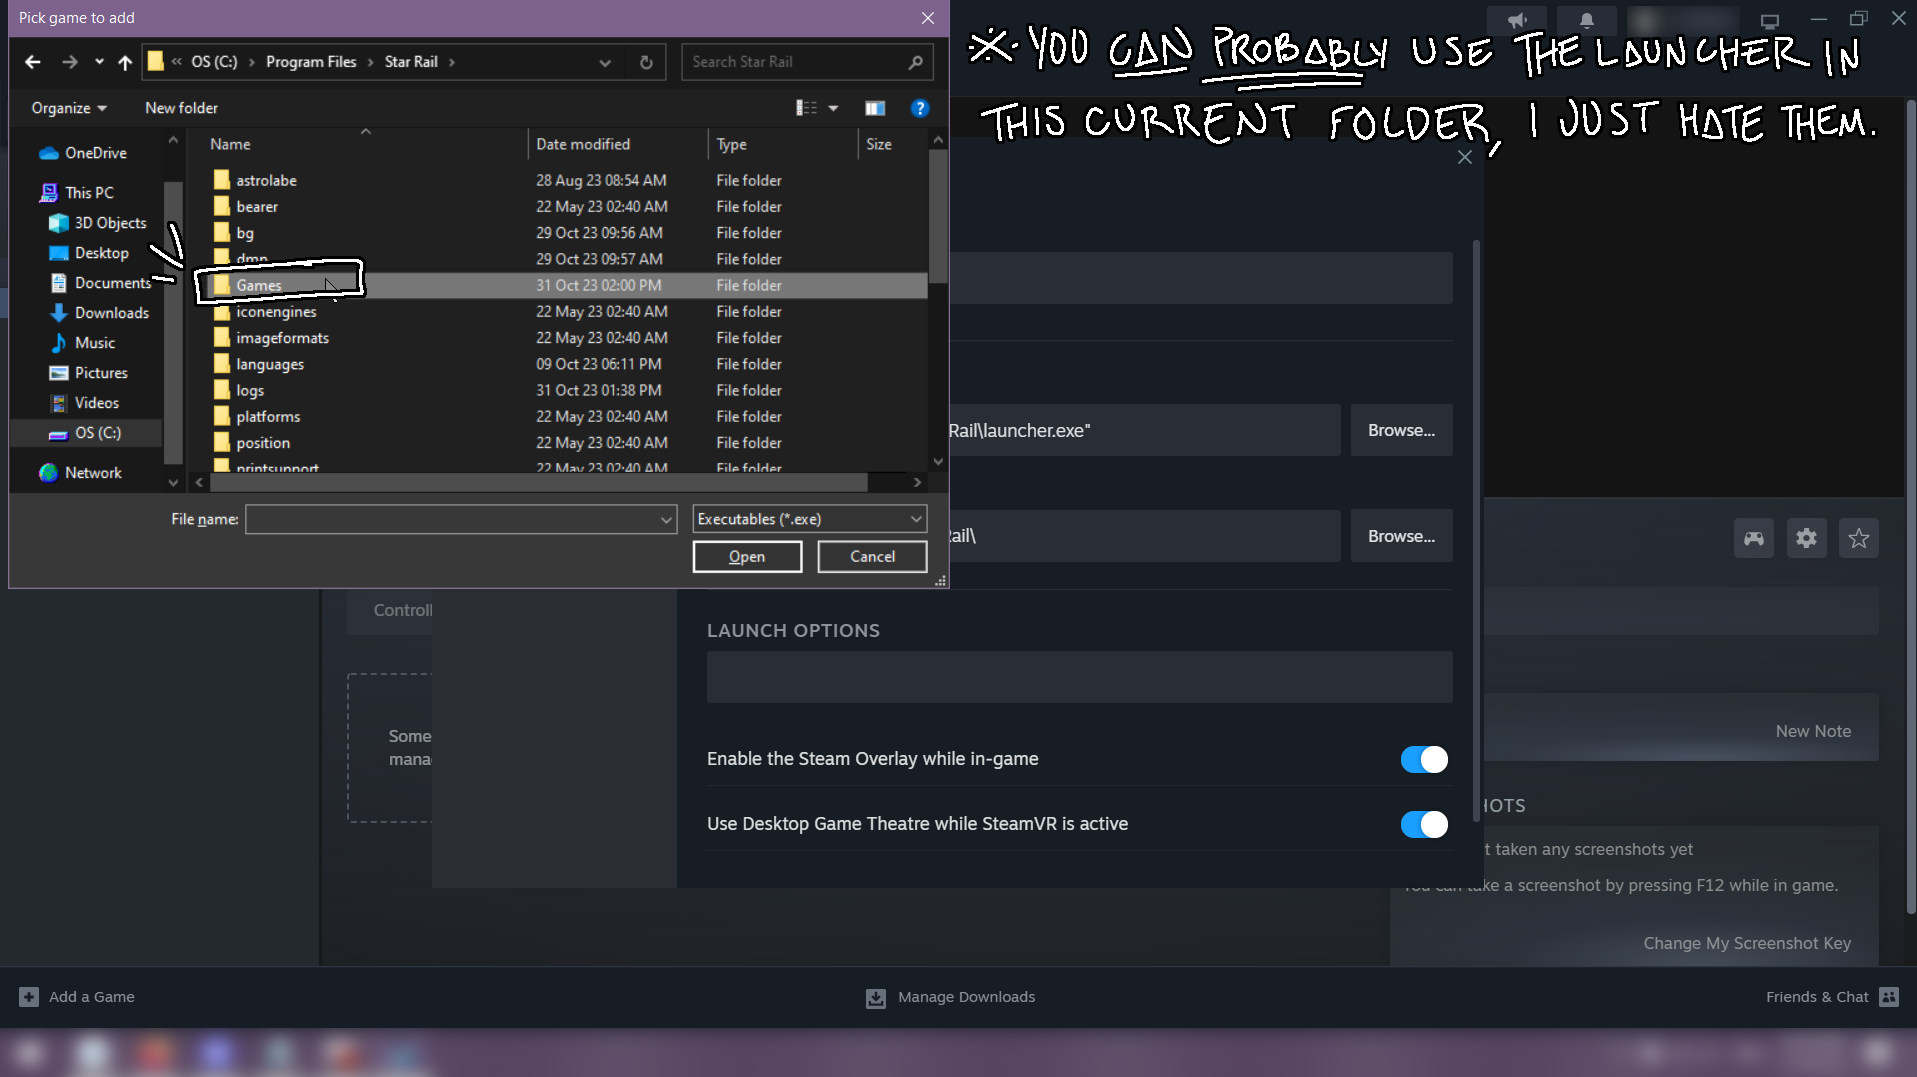 Pick game to add
※ YOU CAN PROBABLY USE THE LAUNCHER IN
THIS CURRENT FOLDER, I JUST HATE THEM.
« OS (C:) › Program Files › Star Rail ›
Search Star Rail
Organize
New folder
Name Date modified Type Size
OneDrive
This PC
3D Objects
Desktop
Documents
Downloads
Music
Pictures
Videos
OS (C:)
Network
astrolabe 28 Aug 23 08:54 AM File folder
bearer 22 May 23 02:40 AM File folder
bg 29 Oct 23 09:56 AM File folder
dmp 29 Oct 23 09:57 AM File folder
Games 31 Oct 23 02:00 PM File folder
iconengines 22 May 23 02:40 AM File folder
imageformats 22 May 23 02:40 AM File folder
languages 09 Oct 23 06:11 PM File folder
logs 31 Oct 23 01:38 PM File folder
platforms 22 May 23 02:40 AM File folder
position 22 May 23 02:40 AM File folder
printsupport 22 May 23 02:40 AM File folder
File name:
Executables (*.exe)
Open
Cancel
Rail\launcher.exe"
Browse...
ail\
Browse...
Controll
LAUNCH OPTIONS
Some
mana
Enable the Steam Overlay while in-game
Use Desktop Game Theatre while SteamVR is active
New Note
HOTS
t taken any screenshots yet
You can take a screenshot by pressing F12 while in game.
Change My Screenshot Key
Add a Game
Manage Downloads
Friends & Chat